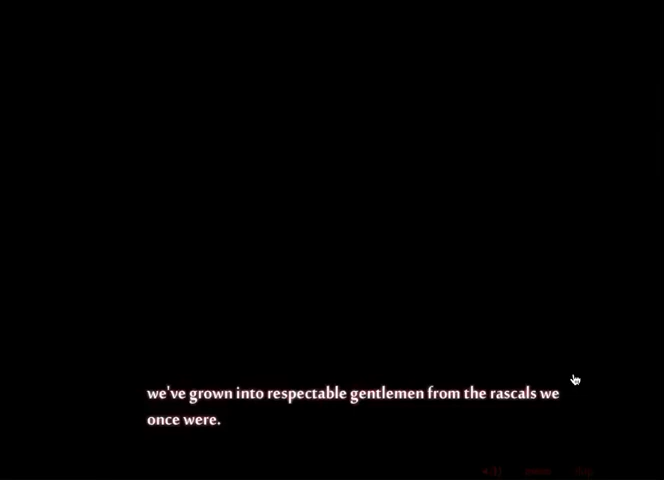 we've grown into respectable gentlemen from the rascals we
once were.